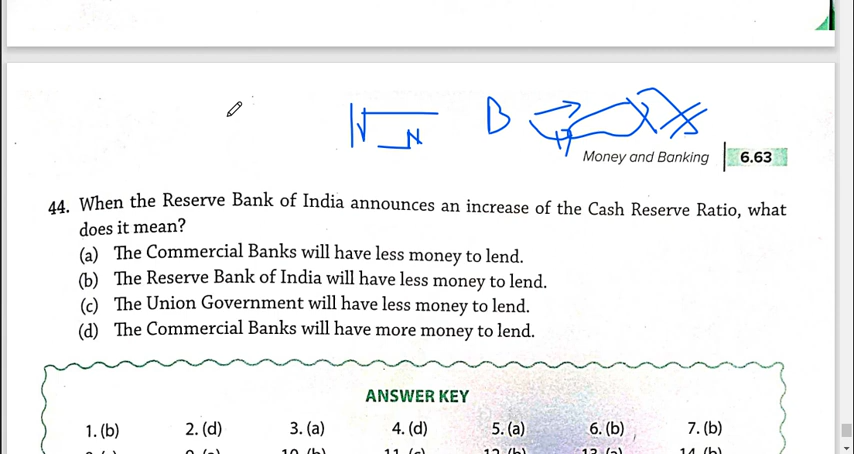 B
Money and Banking 6.63
44. When the Reserve Bank of India announces an increase of the Cash Reserve Ratio, what
does it mean?
(a) The Commercial Banks will have less money to lend.
(b) The Reserve Bank of India will have less money to lend.
(c) The Union Government will have less money to lend.
(d) The Commercial Banks will have more money to lend.
ANSWER KEY
1. (b) 2. (d) 3. (a) 4. (d) 5. (a) 6. (b) 7. (b)